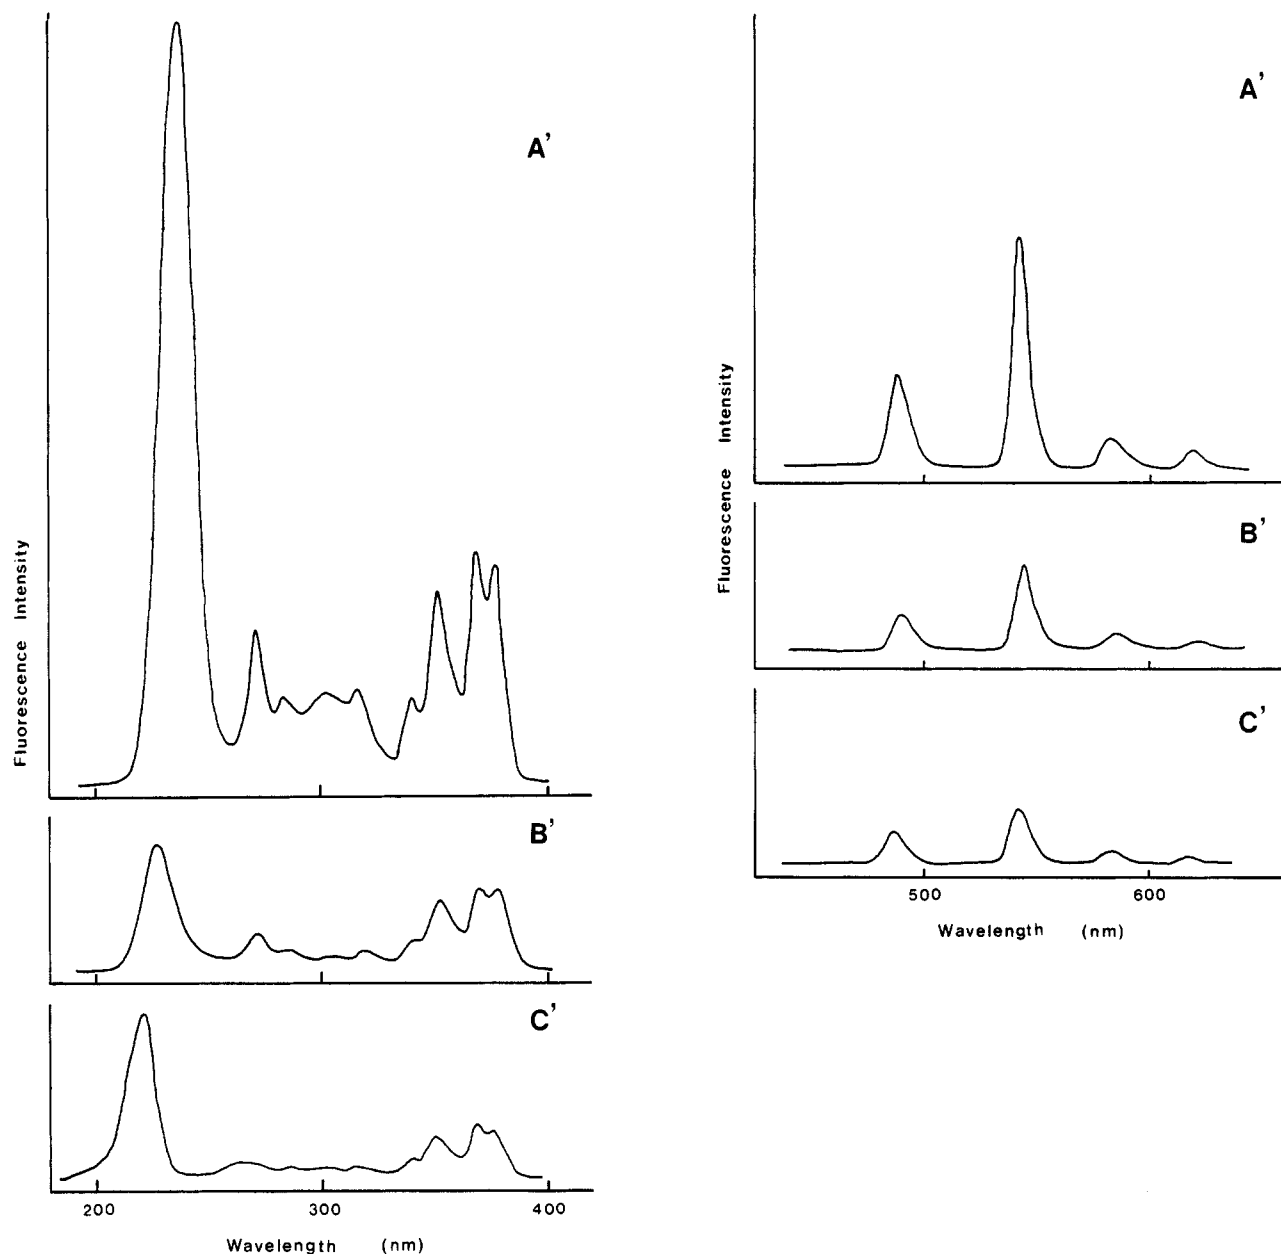 A'
Fluorescence Intensity
B'
C'
200 300 400
Wavelength (nm)
A'
Fluorescence Intensity
B'
C'
500 600
Wavelength (nm)